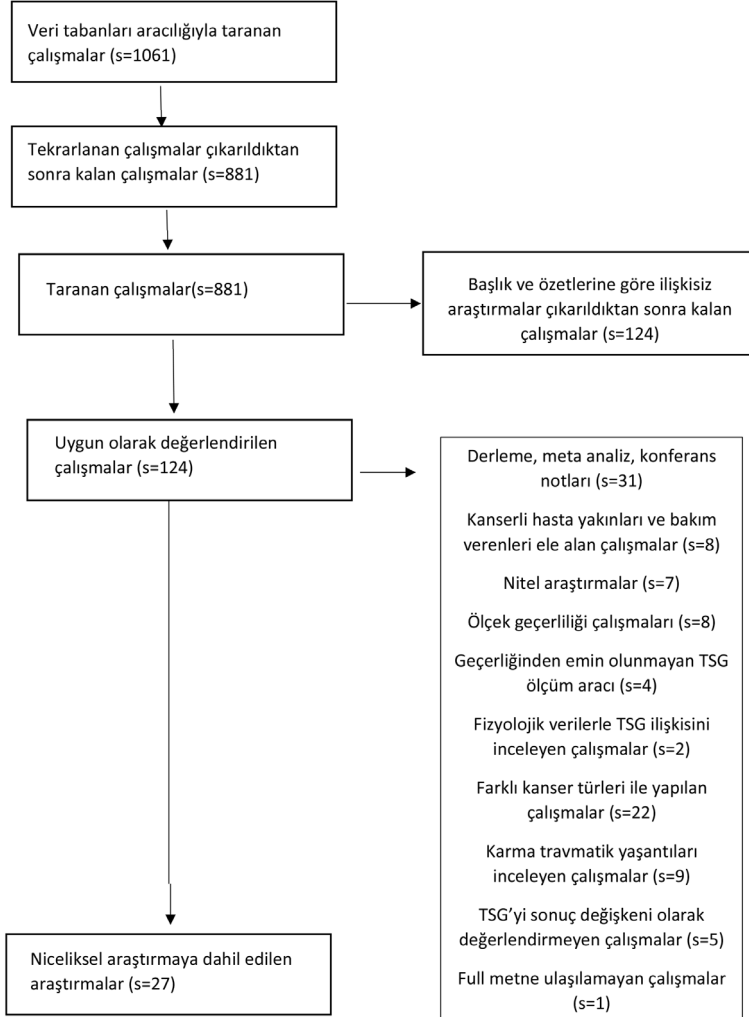 Veri tabanları aracılığıyla taranan
çalışmalar (s=1061)
Tekrarlanan çalışmalar çıkarıldıktan
sonra kalan çalışmalar (s=881)
Taranan çalışmalar(s=881)
Başlık ve özetlerine göre ilişkisiz
araştırmalar çıkarıldıktan sonra kalan
çalışmalar (s=124)
Uygun olarak değerlendirilen
çalışmalar (s=124)
Derleme, meta analiz, konferans
notları (s=31)
Kanserli hasta yakınları ve bakım
verenleri ele alan çalışmalar (s=8)
Nitel araştırmalar (s=7)
Ölçek geçerliliği çalışmaları (s=8)
Geçerliğinden emin olunmayan TSG
ölçüm aracı (s=4)
Fizyolojik verilerle TSG ilişkisini
inceleyen çalışmalar (s=2)
Farklı kanser türleri ile yapılan
çalışmalar (s=22)
Karma travmatik yaşantıları
inceleyen çalışmalar (s=9)
TSG’yi sonuç değişkeni olarak
değerlendirmeyen çalışmalar (s=5)
Full metne ulaşılamayan çalışmalar
(s=1)
Niceliksel araştırmaya dahil edilen
araştırmalar (s=27)